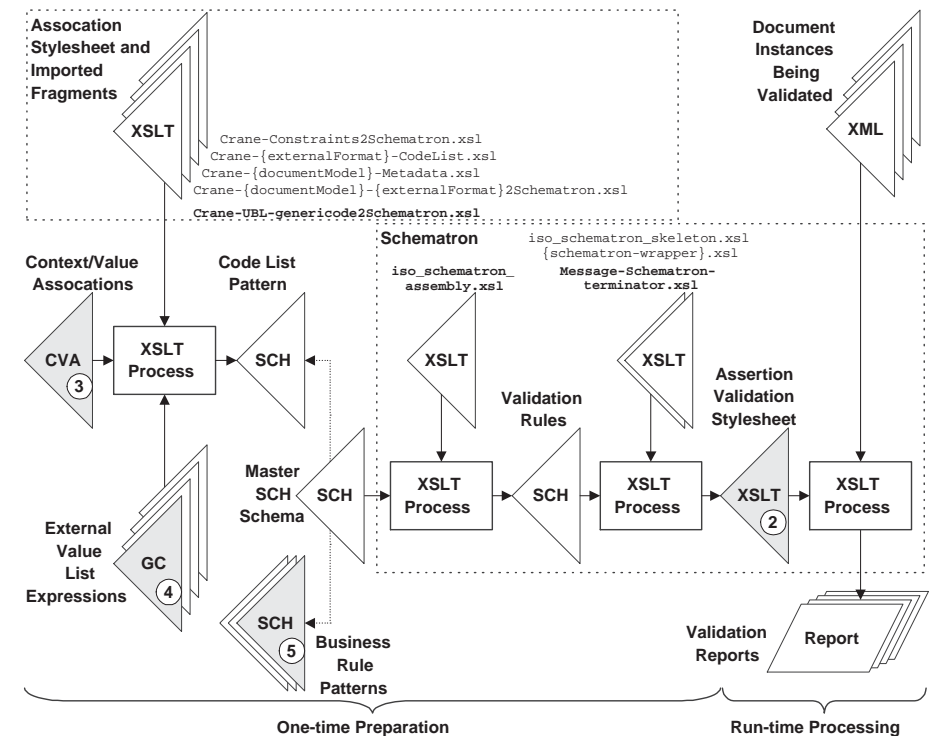 Assocation
Stylesheet and
Imported
Fragments
XSLT
Crane-Constraints2Schematron.xsl
Crane-{externalFormat}-CodeList.xsl
Crane-{documentModel}-Metadata.xsl
Crane-{documentModel}-{externalFormat}2Schematron.xsl
Crane-UBL-genericode2Schematron.xsl
Document
Instances
Being
Validated
XML
Schematron
iso_schematron_skeleton.xsl
{schematron-wrapper}.xsl
Message-Schematron-
terminator.xsl
iso_schematron_
assembly.xsl
Context/Value
Assocations
Code List
Pattern
CVA
3
XSLT
Process
SCH
XSLT
XSLT
Validation
Rules
Assertion
Validation
Stylesheet
Master
SCH
Schema
SCH
XSLT
Process
SCH
XSLT
Process
XSLT
2
XSLT
Process
External
Value
List
Expressions
GC
4
SCH
5
Business
Rule
Patterns
Validation
Reports
Report
One-time Preparation
Run-time Processing